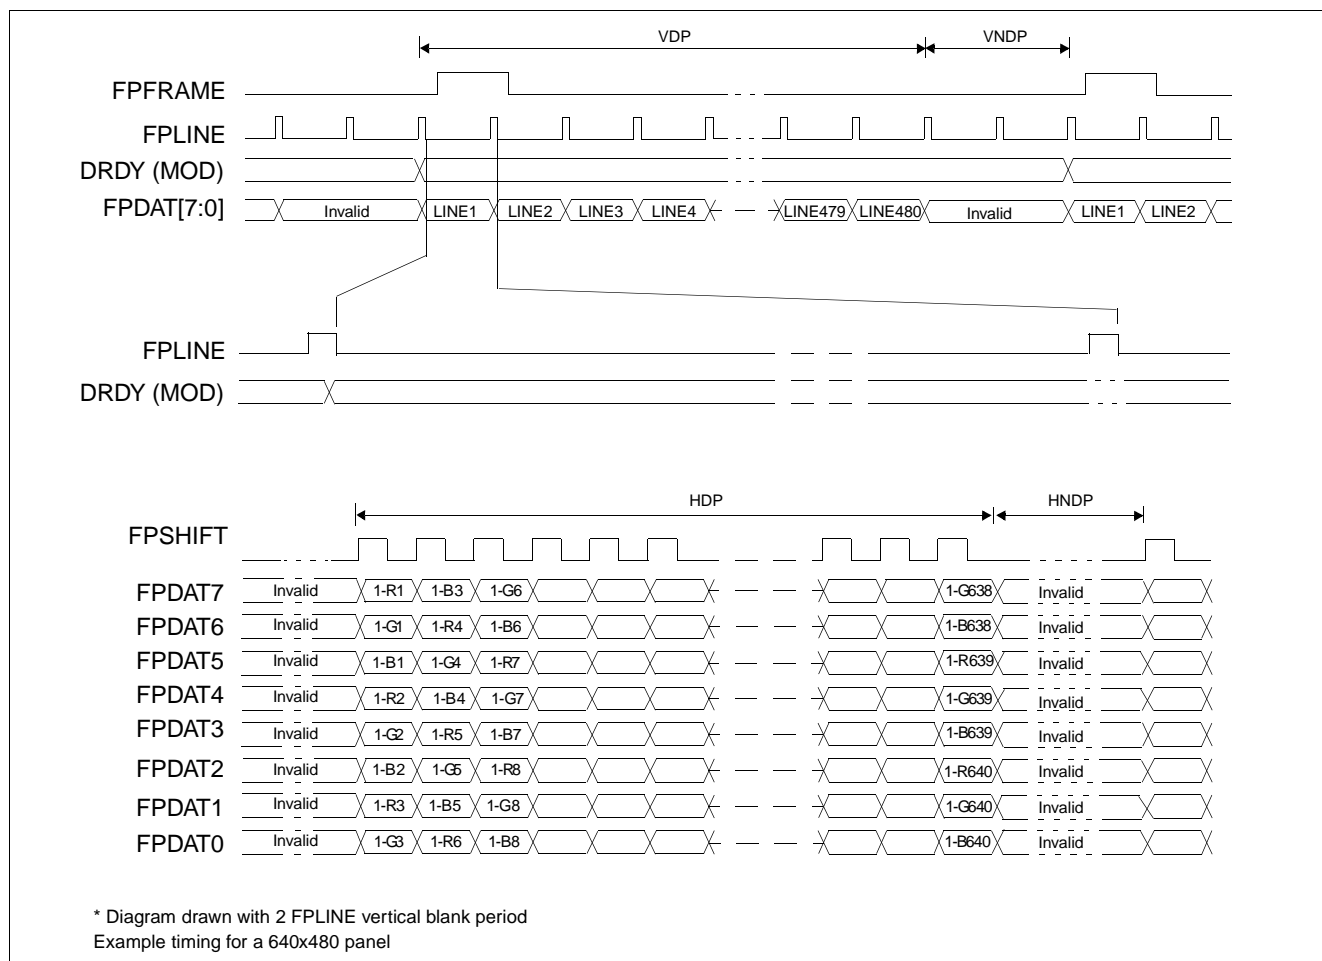 VDP VNDP
FPFRAME
FPLINE
DRDY (MOD)
FPDAT[7:0] Invalid LINE1 LINE2 LINE3 LINE4 LINE479 LINE480 Invalid LINE1 LINE2
FPLINE
DRDY (MOD)
HDP HNDP
FPSHIFT
FPDAT7 Invalid 1-R1 1-B3 1-G6 1-G638 Invalid
FPDAT6 Invalid 1-G1 1-R4 1-B6 1-B638 Invalid
FPDAT5 Invalid 1-B1 1-G4 1-R7 1-R639 Invalid
FPDAT4 Invalid 1-R2 1-B4 1-G7 1-G639 Invalid
FPDAT3 Invalid 1-G2 1-R5 1-B7 1-B639 Invalid
FPDAT2 Invalid 1-B2 1-G5 1-R8 1-R640 Invalid
FPDAT1 Invalid 1-R3 1-B5 1-G8 1-G640 Invalid
FPDAT0 Invalid 1-G3 1-R6 1-B8 1-B640 Invalid
* Diagram drawn with 2 FPLINE vertical blank period
Example timing for a 640x480 panel